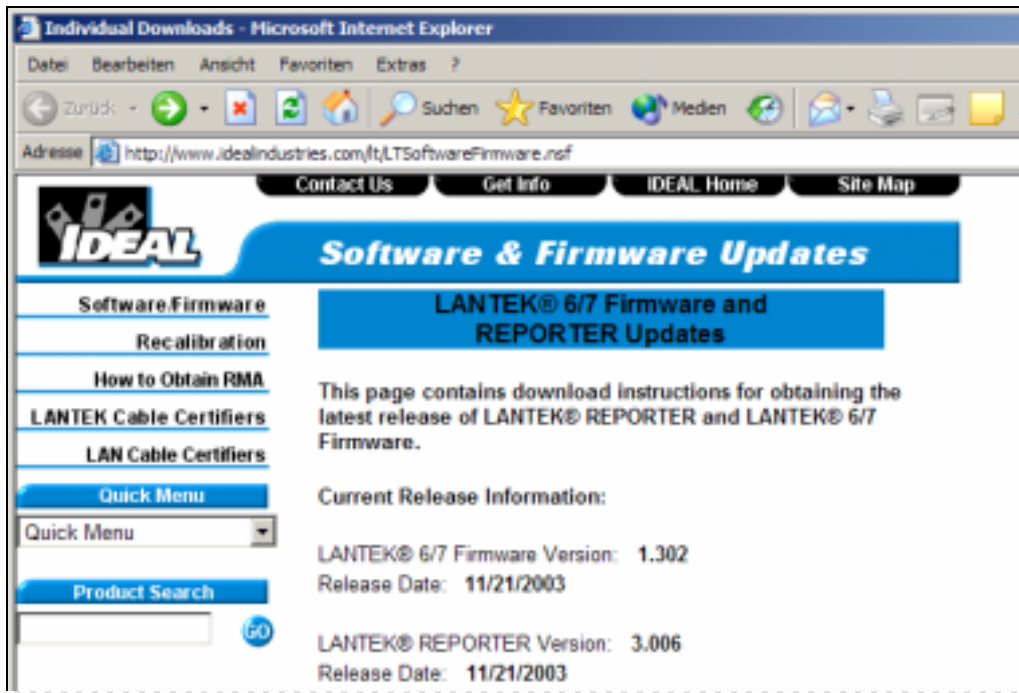 Individual Downloads - Microsoft Internet Explorer
Datei Bearbeiten Ansicht Favoriten Extras ?
Zurück Suchen Favoriten Medien
Adresse http://www.idealindustries.com/lt/LTSoftwareFirmware.nsf
Contact Us Get Info IDEAL Home Site Map
IDEAL
Software & Firmware Updates
Software/Firmware
Recalibration
How to Obtain RMA
LANTEK Cable Certifiers
LAN Cable Certifiers
Quick Menu
Quick Menu
Product Search
GO
LANTEK® 6/7 Firmware and
REPORTER Updates
This page contains download instructions for obtaining the
latest release of LANTEK® REPORTER and LANTEK® 6/7
Firmware.
Current Release Information:
LANTEK® 6/7 Firmware Version: 1.302
Release Date: 11/21/2003
LANTEK® REPORTER Version: 3.006
Release Date: 11/21/2003